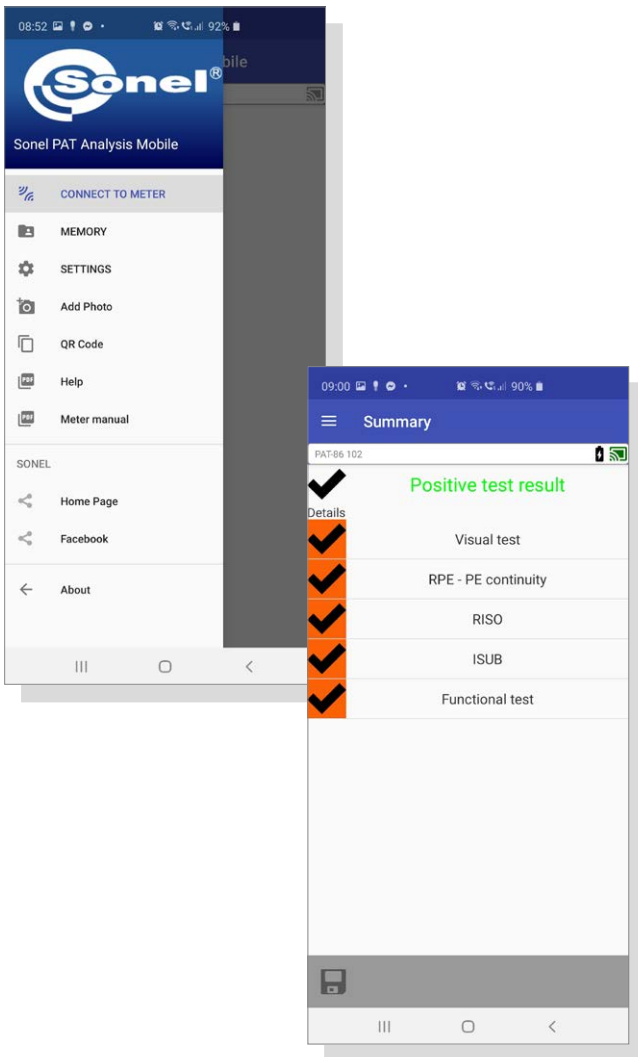 08:52 92%
bile
Sonel®
Sonel PAT Analysis Mobile
CONNECT TO METER
MEMORY
SETTINGS
Add Photo
QR Code
PDF Help
PDF Meter manual
SONEL
Home Page
Facebook
About
09:00 90%
Summary
PAT-86 102
Positive test result
Details
Visual test
RPE - PE continuity
RISO
ISUB
Functional test